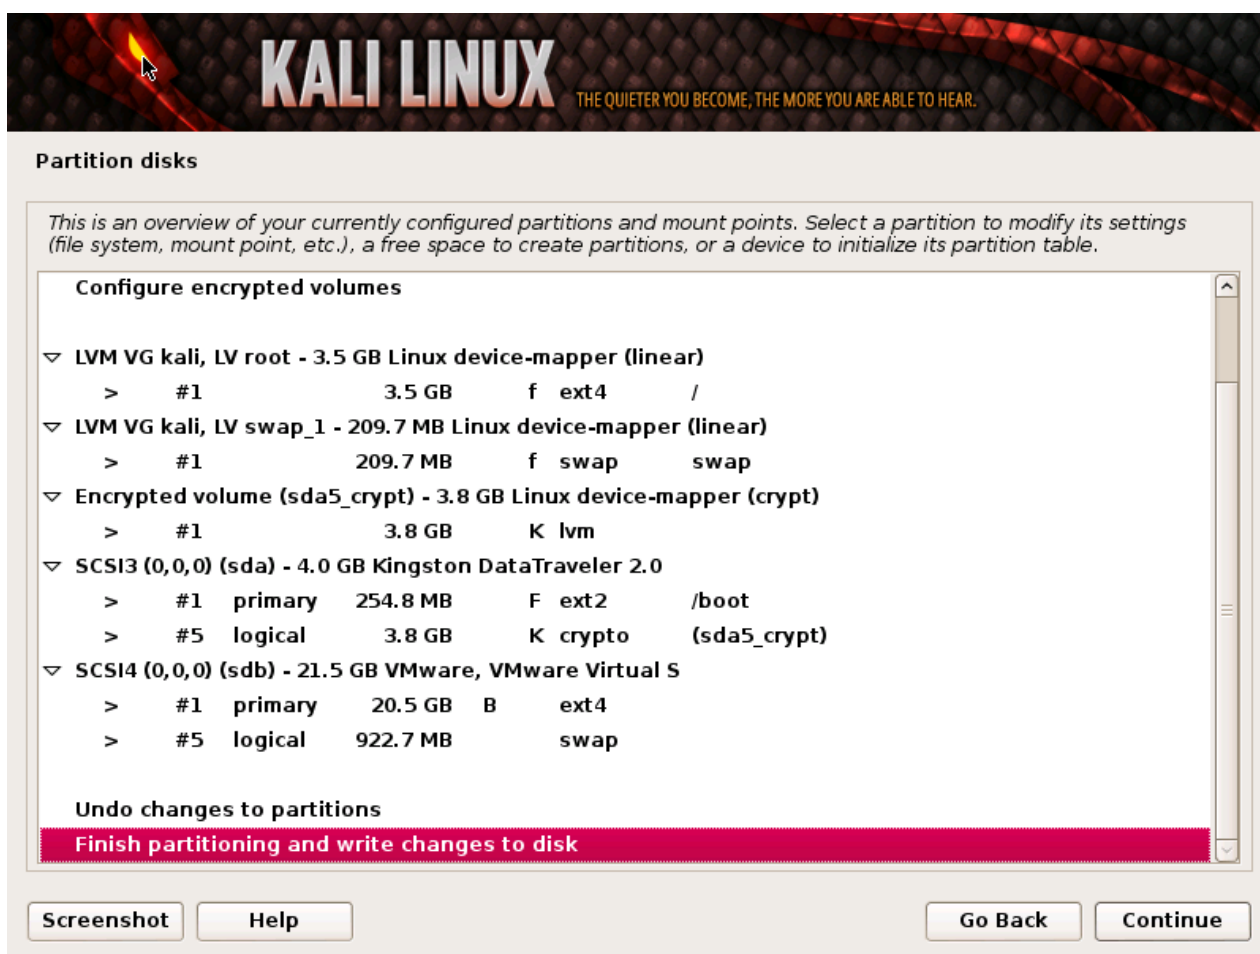 KALI LINUX THE QUIETER YOU BECOME, THE MORE YOU ARE ABLE TO HEAR.
Partition disks
This is an overview of your currently configured partitions and mount points. Select a partition to modify its settings
(file system, mount point, etc.), a free space to create partitions, or a device to initialize its partition table.
Configure encrypted volumes
LVM VG kali, LV root - 3.5 GB Linux device-mapper (linear)
> #1 3.5 GB f ext4 /
LVM VG kali, LV swap_1 - 209.7 MB Linux device-mapper (linear)
> #1 209.7 MB f swap swap
Encrypted volume (sda5_crypt) - 3.8 GB Linux device-mapper (crypt)
> #1 3.8 GB K lvm
SCSI3 (0,0,0) (sda) - 4.0 GB Kingston DataTraveler 2.0
> #1 primary 254.8 MB F ext2 /boot
> #5 logical 3.8 GB K crypto (sda5_crypt)
SCSI4 (0,0,0) (sdb) - 21.5 GB VMware, VMware Virtual S
> #1 primary 20.5 GB B ext4
> #5 logical 922.7 MB swap
Undo changes to partitions
Finish partitioning and write changes to disk
Screenshot Help Go Back Continue